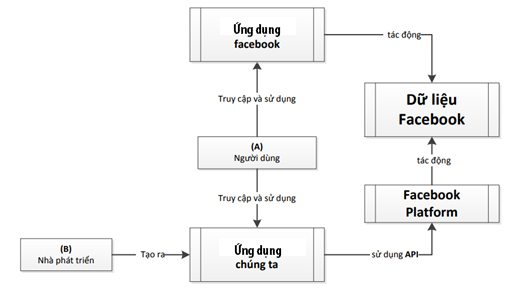 Ứng dụng
facebook
tác động
Truy cập và sử dụng
Dữ liệu
Facebook
(A)
Người dùng
tác động
Truy cập và sử dụng
Facebook
Platform
(B)
Nhà phát triển
Tạo ra
Ứng dụng
chúng ta
sử dụng API